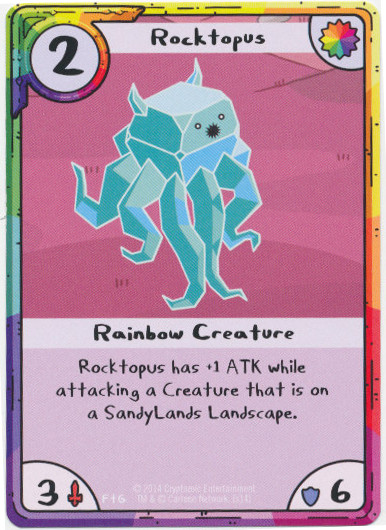 2
Rocktopus
Rainbow Creature
Rocktopus has +1 ATK while
attacking a Creature that is on
a SandyLands Landscape.
3
© 2014 Cryptozoic Entertainment.
TM & © Cartoon Network. (s14)
6